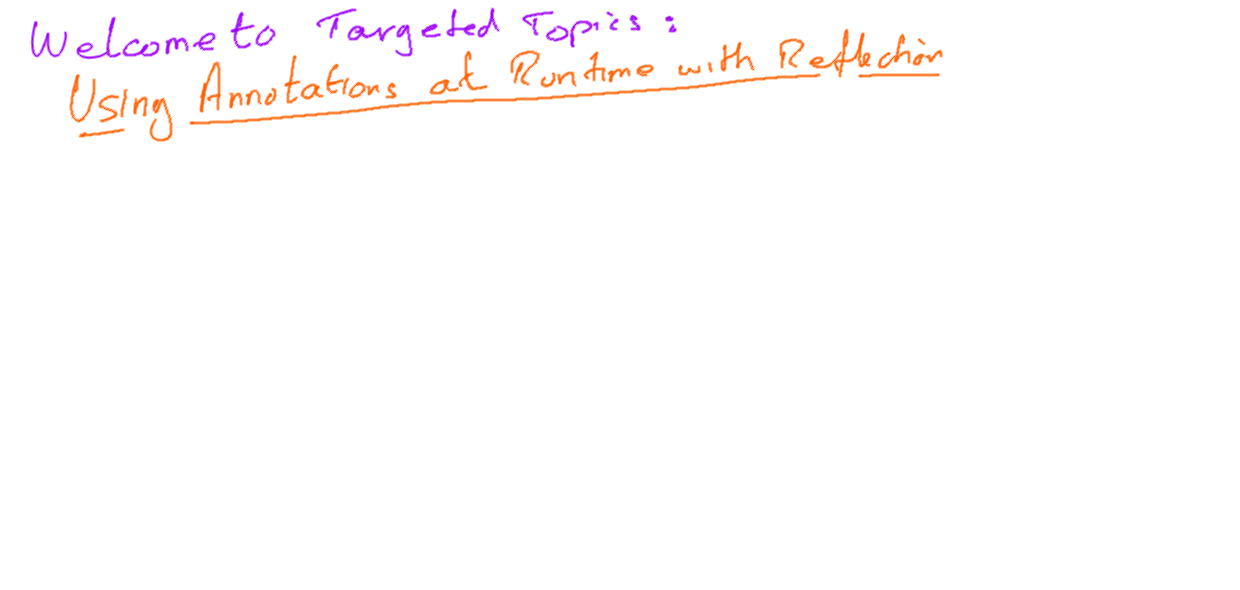 Welcome to Targeted Topics:
Using Annotations at Runtime with Reflection